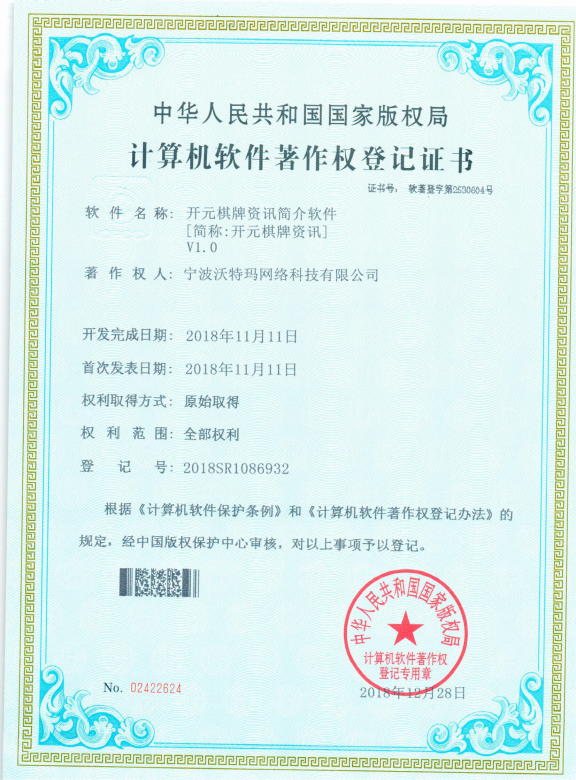 中华人民共和国国家版权局
计算机软件著作权登记证书
证书号： 软著登字第2530604号
软件名称： 开元棋牌资讯简介软件
[简称:开元棋牌资讯]
V1.0
著作权人： 宁波沃特玛网络科技有限公司
开发完成日期： 2018年11月11日
首次发表日期： 2018年11月11日
权利取得方式： 原始取得
权利范围： 全部权利
登记号： 2018SR1086932
根据《计算机软件保护条例》和《计算机软件著作权登记办法》的
规定，经中国版权保护中心审核，对以上事项予以登记。
中华人民共和国国家版权局
计算机软件著作权
登记专用章
No. 02422624
2018年12月28日